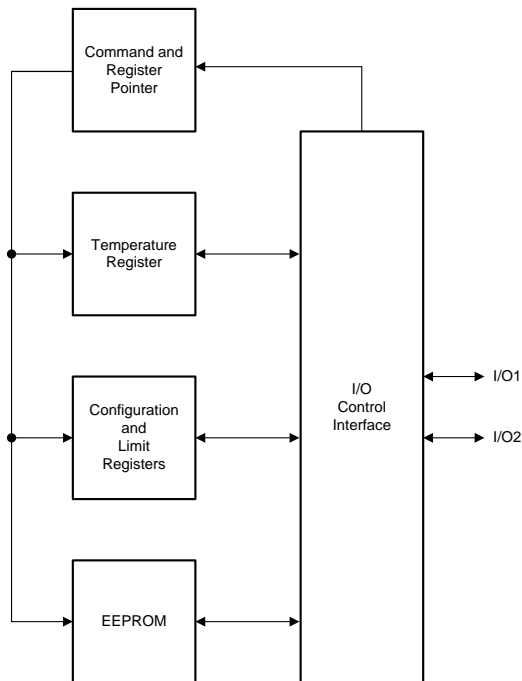 Command and
Register
Pointer
Temperature
Register
Configuration
and
Limit
Registers
EEPROM
I/O
Control
Interface
I/O1
I/O2